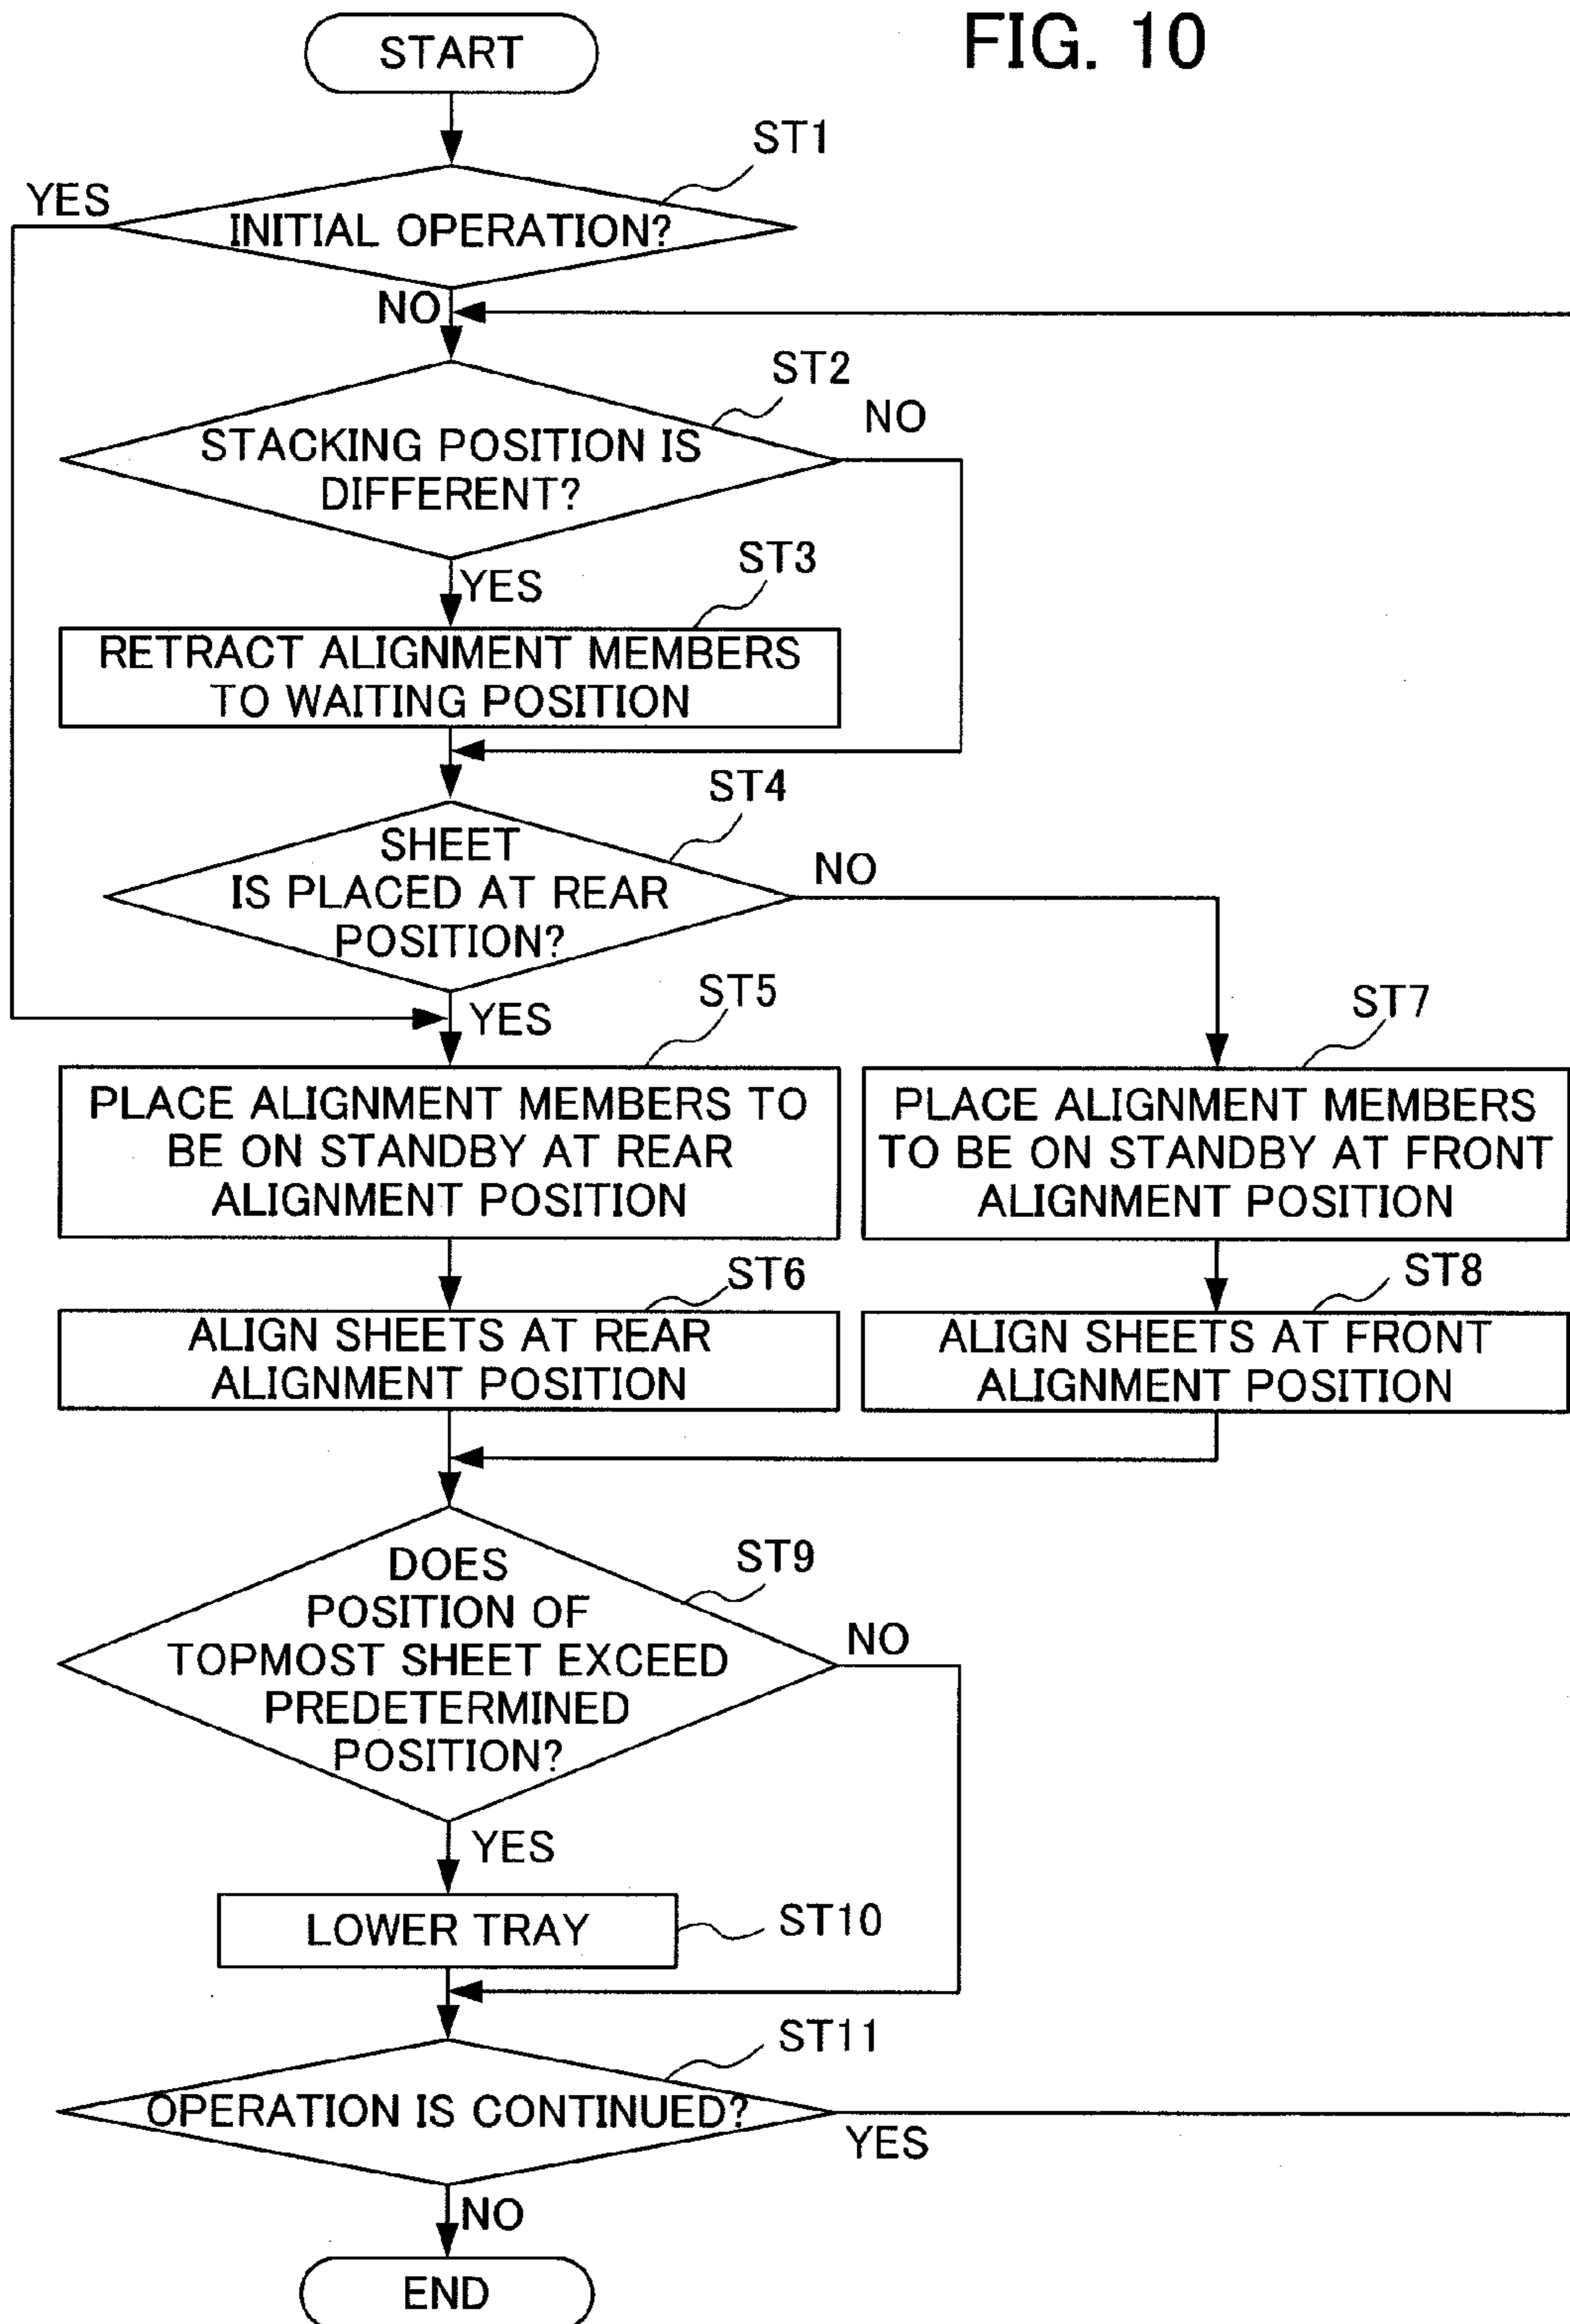 FIG. 10
START
ST1
YES
INITIAL OPERATION?
NO
ST2
NO
STACKING POSITION IS
DIFFERENT?
ST3
YES
RETRACT ALIGNMENT MEMBERS
TO WAITING POSITION
ST4
SHEET
IS PLACED AT REAR
POSITION?
NO
ST5
YES
ST7
PLACE ALIGNMENT MEMBERS TO
BE ON STANDBY AT REAR
ALIGNMENT POSITION
PLACE ALIGNMENT MEMBERS
TO BE ON STANDBY AT FRONT
ALIGNMENT POSITION
ST6
ST8
ALIGN SHEETS AT REAR
ALIGNMENT POSITION
ALIGN SHEETS AT FRONT
ALIGNMENT POSITION
ST9
DOES
POSITION OF
TOPMOST SHEET EXCEED
PREDETERMINED
POSITION?
NO
YES
LOWER TRAY
ST10
ST11
OPERATION IS CONTINUED?
YES
NO
END